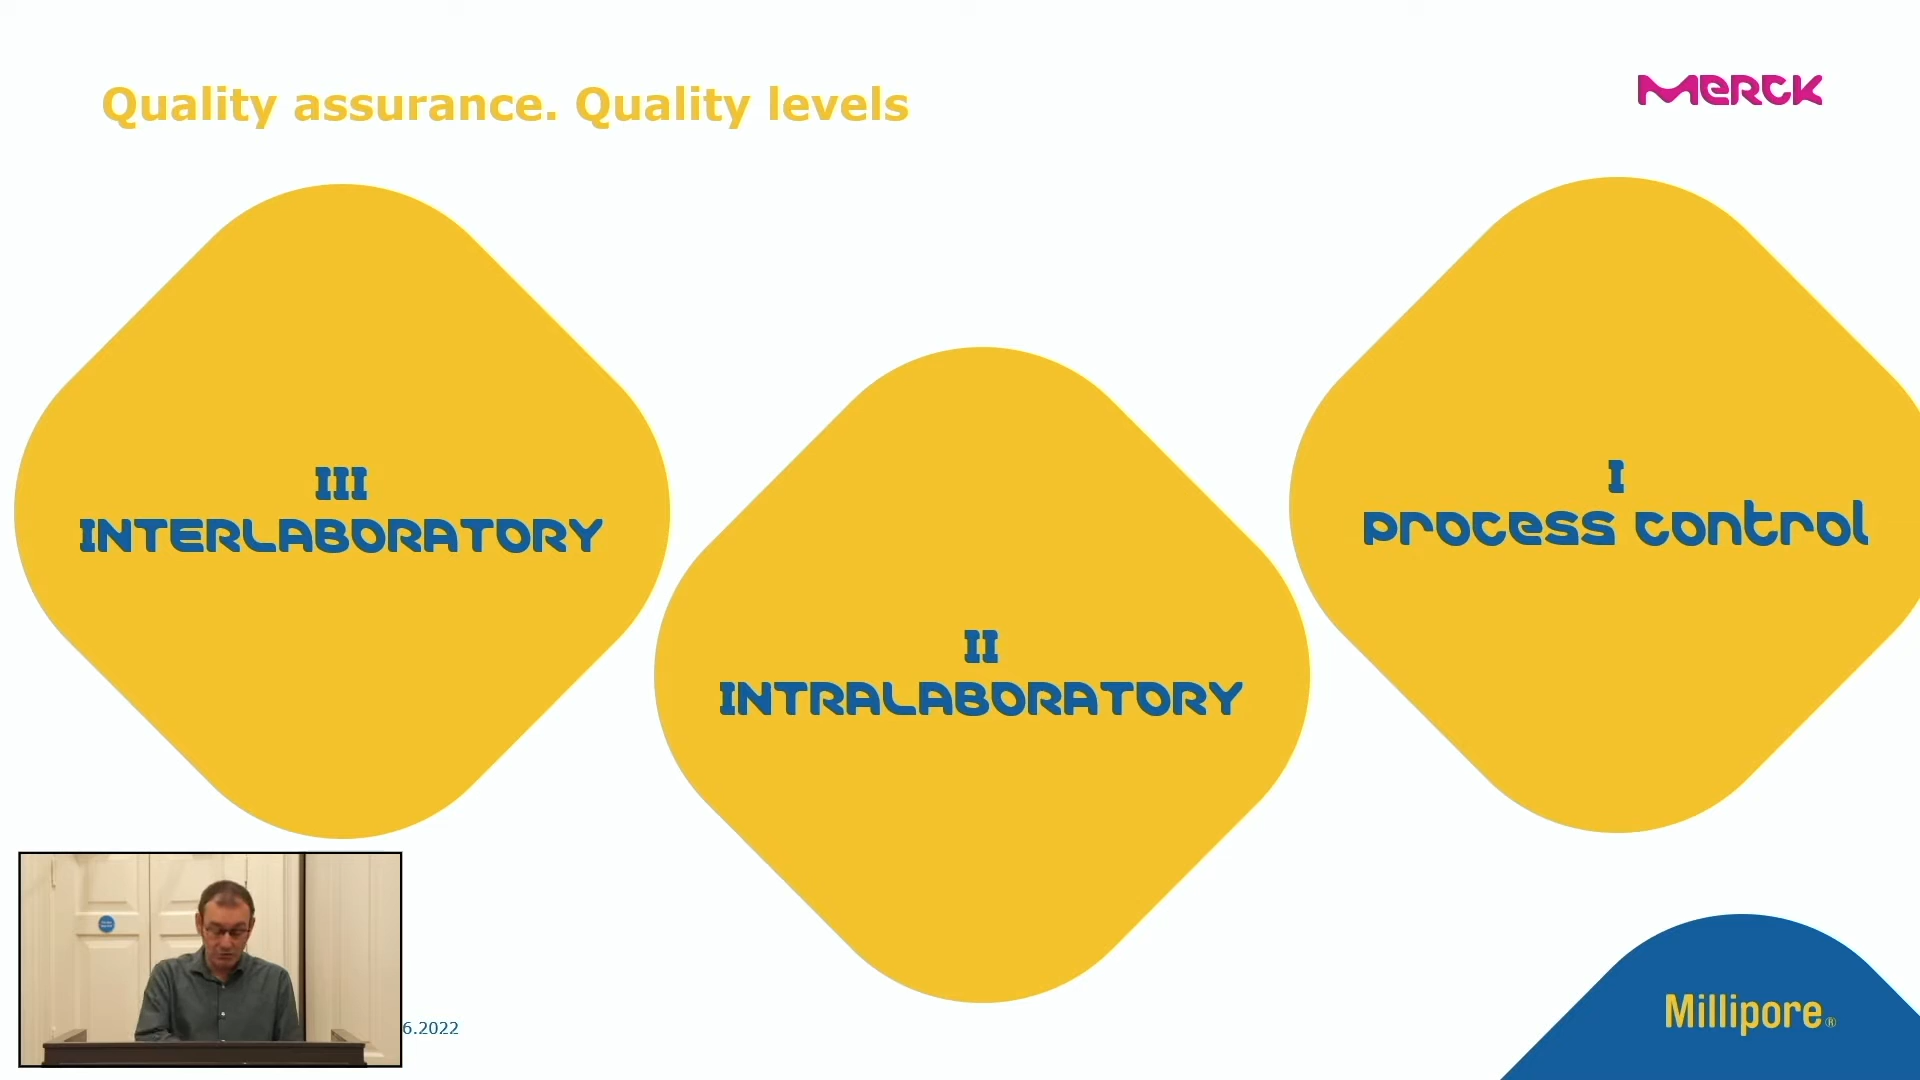 Quality assurance. Quality levels
MERCK
III
INTERLABORATORY
II
INTRALABORATORY
I
process control
6.2022
Millipore®